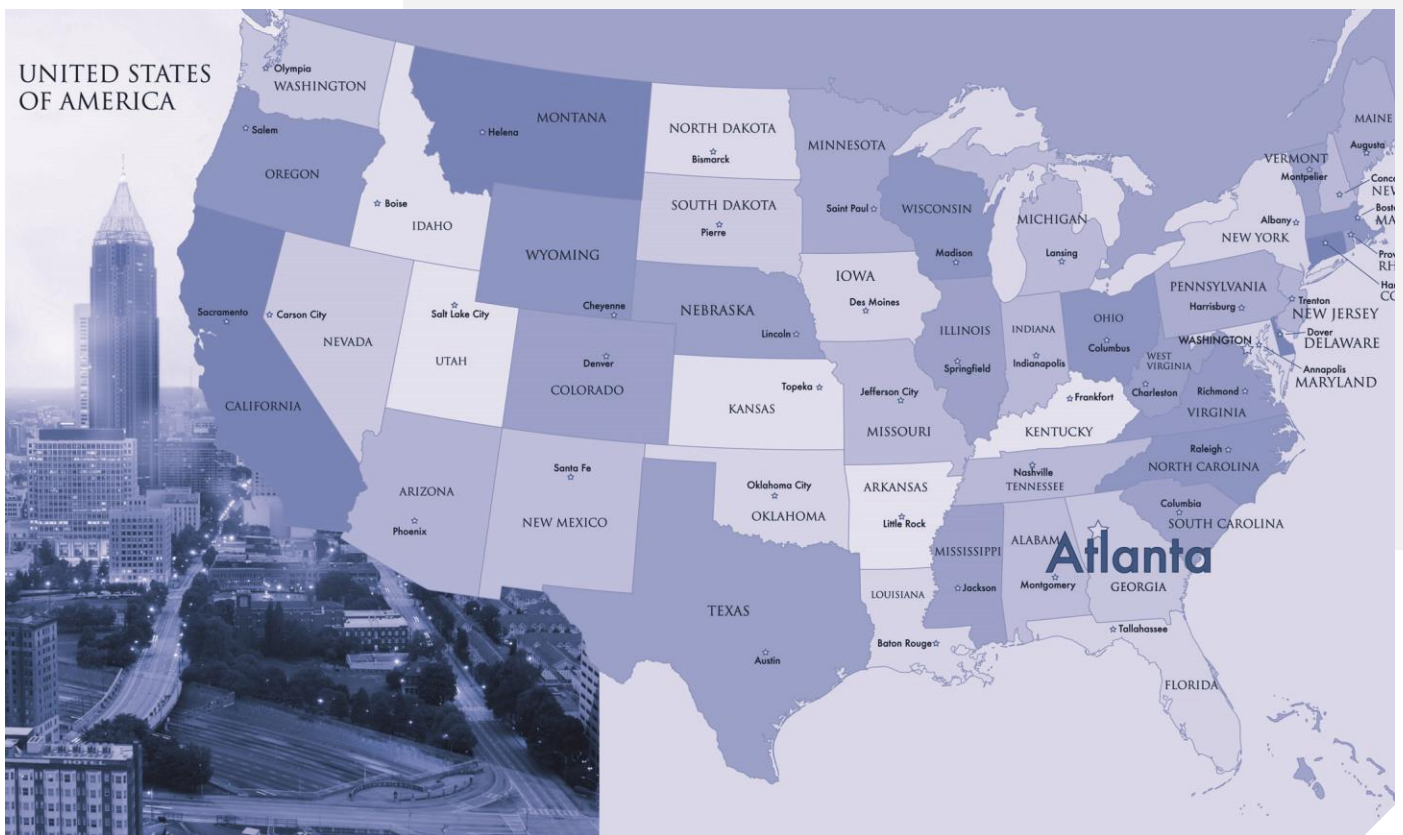 UNITED STATES
OF AMERICA
Olympia
WASHINGTON
Salem
OREGON
Helena
MONTANA
Boise
IDAHO
NORTH DAKOTA
Bismarck
MINNESOTA
Saint Paul
SOUTH DAKOTA
Pierre
WYOMING
Cheyenne
WISCONSIN
Madison
MICHIGAN
Lansing
MAINE
Augusta
VERMONT
Montpelier
Albany
NEW YORK
Sacramento
CALIFORNIA
Carson City
NEVADA
Salt Lake City
UTAH
Denver
COLORADO
NEBRASKA
Lincoln
IOWA
Des Moines
ILLINOIS
Springfield
INDIANA
Indianapolis
OHIO
Columbus
PENNSYLVANIA
Harrisburg
Trenton
NEW JERSEY
Dover
DELAWARE
WASHINGTON
Annapolis
MARYLAND
WEST
VIRGINIA
Charleston
Richmond
VIRGINIA
Topeka
KANSAS
Jefferson City
MISSOURI
Frankfort
KENTUCKY
Raleigh
NORTH CAROLINA
Nashville
TENNESSEE
ARIZONA
Phoenix
Santa Fe
NEW MEXICO
Oklahoma City
OKLAHOMA
ARKANSAS
Little Rock
Columbia
SOUTH CAROLINA
MISSISSIPPI
Jackson
ALABAM
Montgomery
Atlanta
GEORGIA
TEXAS
Austin
LOUISIANA
Baton Rouge
Tallahassee
FLORIDA
HOTEL